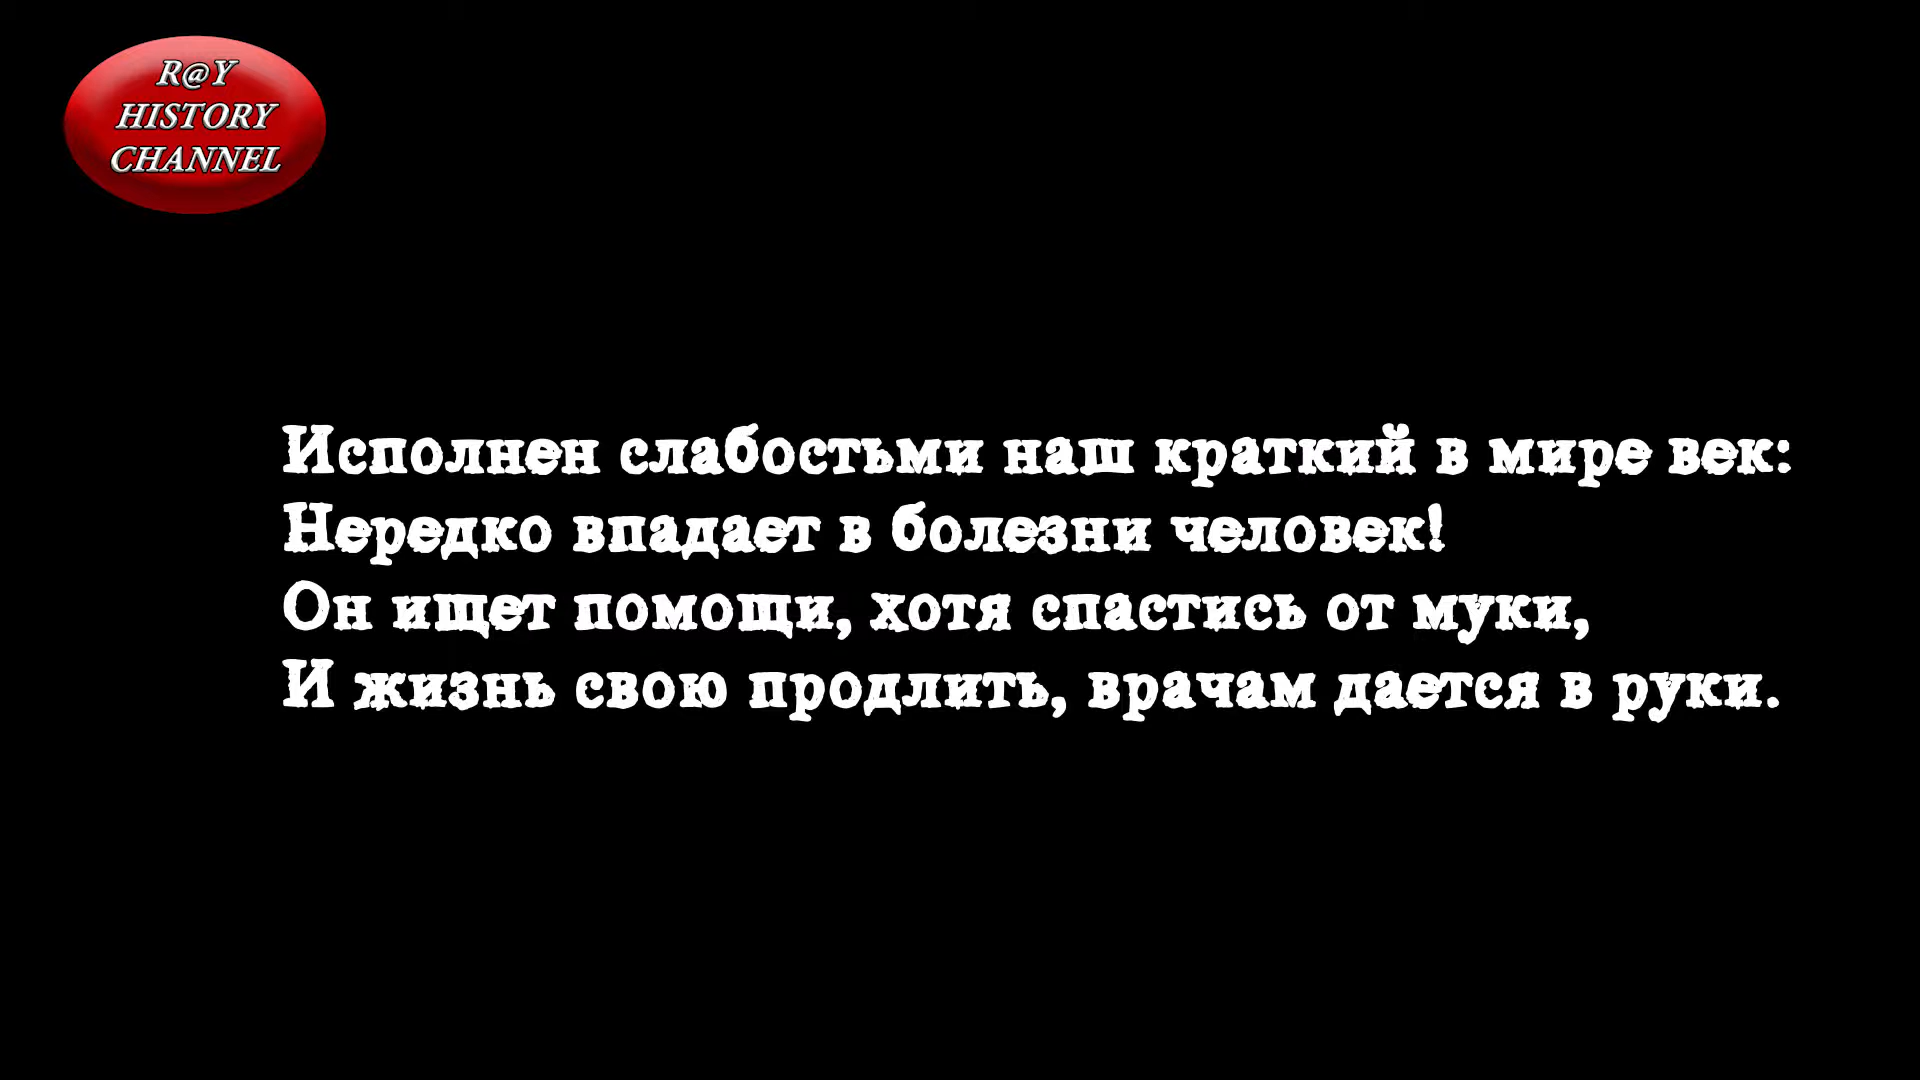 R@Y
HISTORY
CHANNEL
Исполнен слабостьми наш краткий в мире век:
Нередко впадает в болезни человек!
Он ищет помощи, хотя спастись от муки,
И жизнь свою продлить, врачам дается в руки.